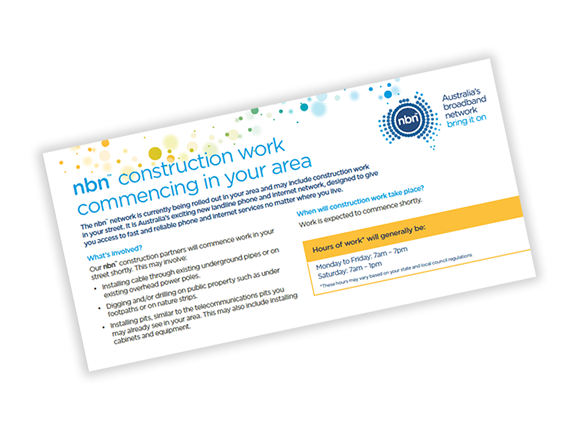 nbn™ construction work
commencing in your area
The nbn™ network is currently being rolled out in your area and may include construction work
in your street. It is Australia's exciting new landline phone and internet network, designed to give
you access to fast and reliable phone and internet services no matter where you live.
What's involved?
Our nbn™ construction partners will commence work in your
street shortly. This may involve:
• Installing cable through existing underground pipes or on
existing overhead power poles.
• Digging and/or drilling on public property such as under
footpaths or on nature strips.
• Installing pits, similar to the telecommunications pits you
may already see in your area. This may also include installing
cabinets and equipment.
nbn™
Australia's
broadband
network
bring it on
When will construction work take place?
Work is expected to commence shortly.
Hours of work* will generally be:
Monday to Friday: 7am – 7pm
Saturday: 7am – 1pm
*These hours may vary based on your state and local council regulations